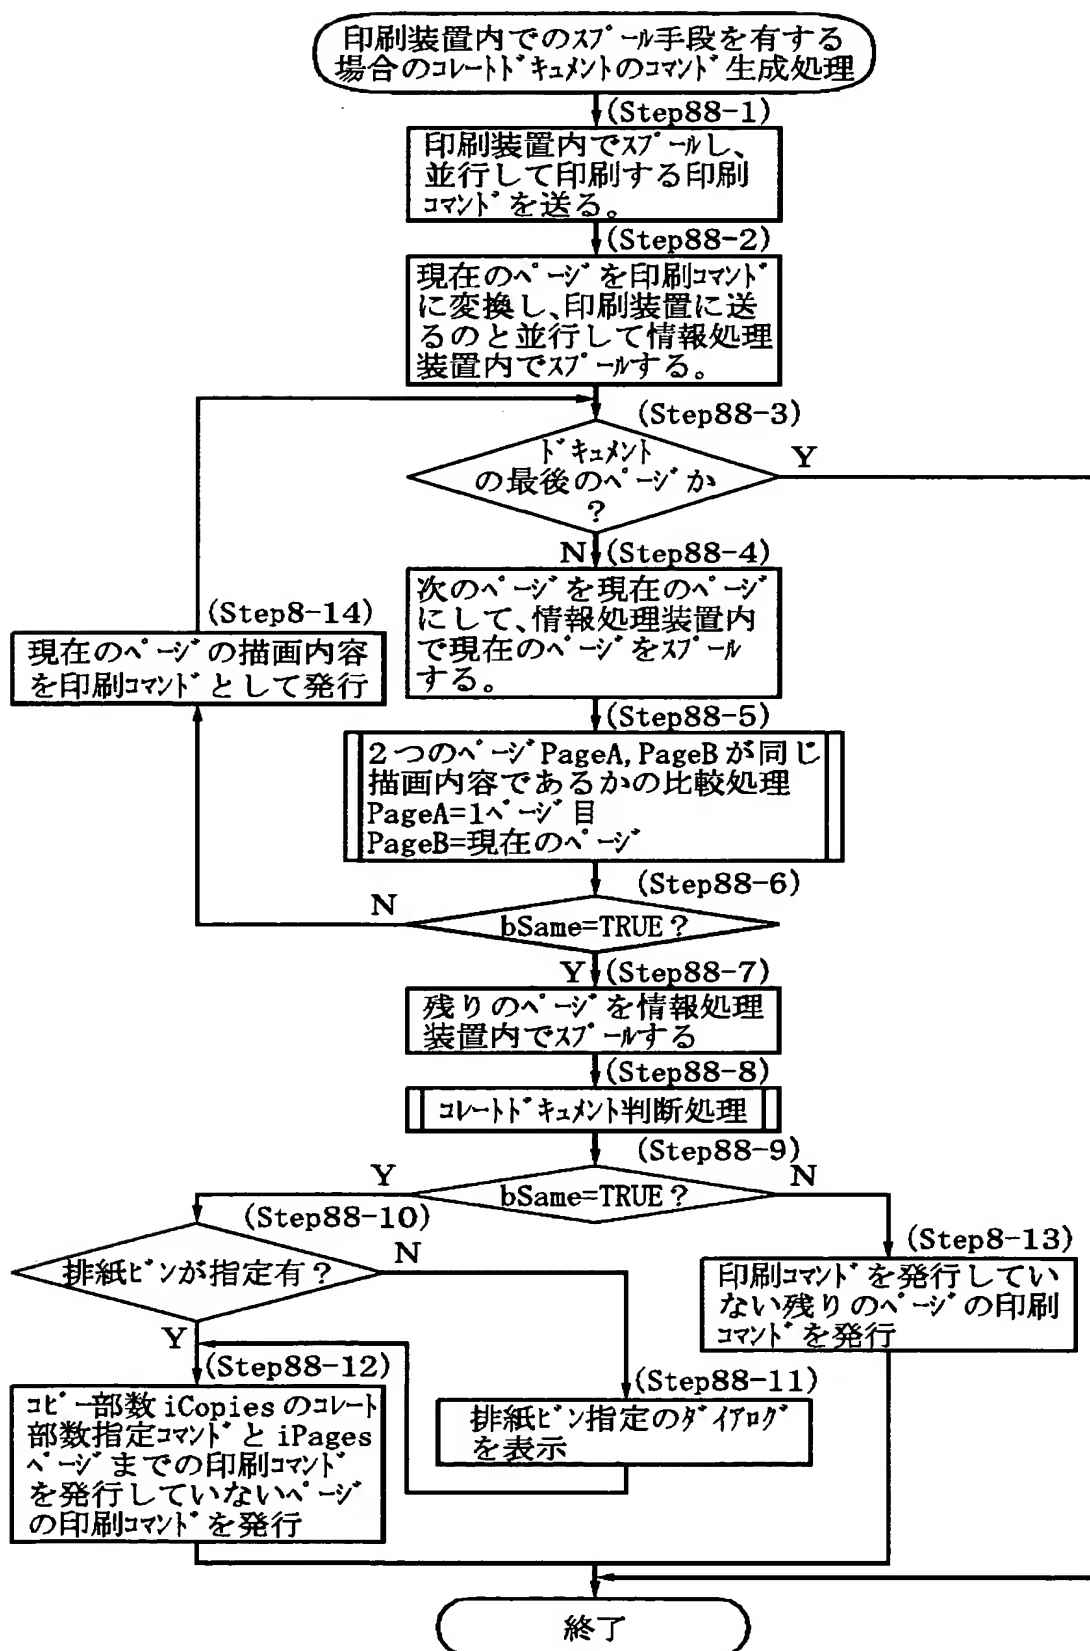 印刷装置内でのｽﾌﾟｰﾙ手段を有する
場合のｺﾚｰﾄﾄﾞｷｭﾒﾝﾄのｺﾏﾝﾄﾞ生成処理
(Step88-1)
印刷装置内でｽﾌﾟｰﾙし、
並行して印刷する印刷
ｺﾏﾝﾄﾞを送る。
(Step88-2)
現在のﾍﾟｰｼﾞを印刷ｺﾏﾝﾄﾞ
に変換し、印刷装置に送
るのと並行して情報処理
装置内でｽﾌﾟｰﾙする。
(Step88-3)
ﾄﾞｷｭﾒﾝﾄ
の最後のﾍﾟｰｼﾞか
?
Y
N
(Step88-4)
次のﾍﾟｰｼﾞを現在のﾍﾟｰｼﾞ
にして、情報処理装置内
で現在のﾍﾟｰｼﾞをｽﾌﾟｰﾙ
する。
(Step8-14)
現在のﾍﾟｰｼﾞの描画内容
を印刷ｺﾏﾝﾄﾞとして発行
(Step88-5)
2つのﾍﾟｰｼﾞPageA,PageBが同じ
描画内容であるかの比較処理
PageA=1ﾍﾟｰｼﾞ目
PageB=現在のﾍﾟｰｼﾞ
(Step88-6)
N
bSame=TRUE?
Y
(Step88-7)
残りのﾍﾟｰｼﾞを情報処理
装置内でｽﾌﾟｰﾙする
(Step88-8)
ｺﾚｰﾄﾄﾞｷｭﾒﾝﾄ判断処理
(Step88-9)
Y
bSame=TRUE?
N
(Step88-10)
排紙ﾋﾞﾝが指定有?
N
Y
(Step8-13)
印刷ｺﾏﾝﾄﾞを発行してい
ない残りのﾍﾟｰｼﾞの印刷
ｺﾏﾝﾄﾞを発行
(Step88-12)
ｺﾋﾟｰ部数iCopiesのｺﾚｰﾄ
部数指定ｺﾏﾝﾄﾞとiPages
ﾍﾟｰｼﾞまでの印刷ｺﾏﾝﾄﾞ
を発行していないﾍﾟｰｼﾞ
の印刷ｺﾏﾝﾄﾞを発行
(Step88-11)
排紙ﾋﾞﾝ指定のﾀﾞｲｱﾛｸﾞ
を表示
終了